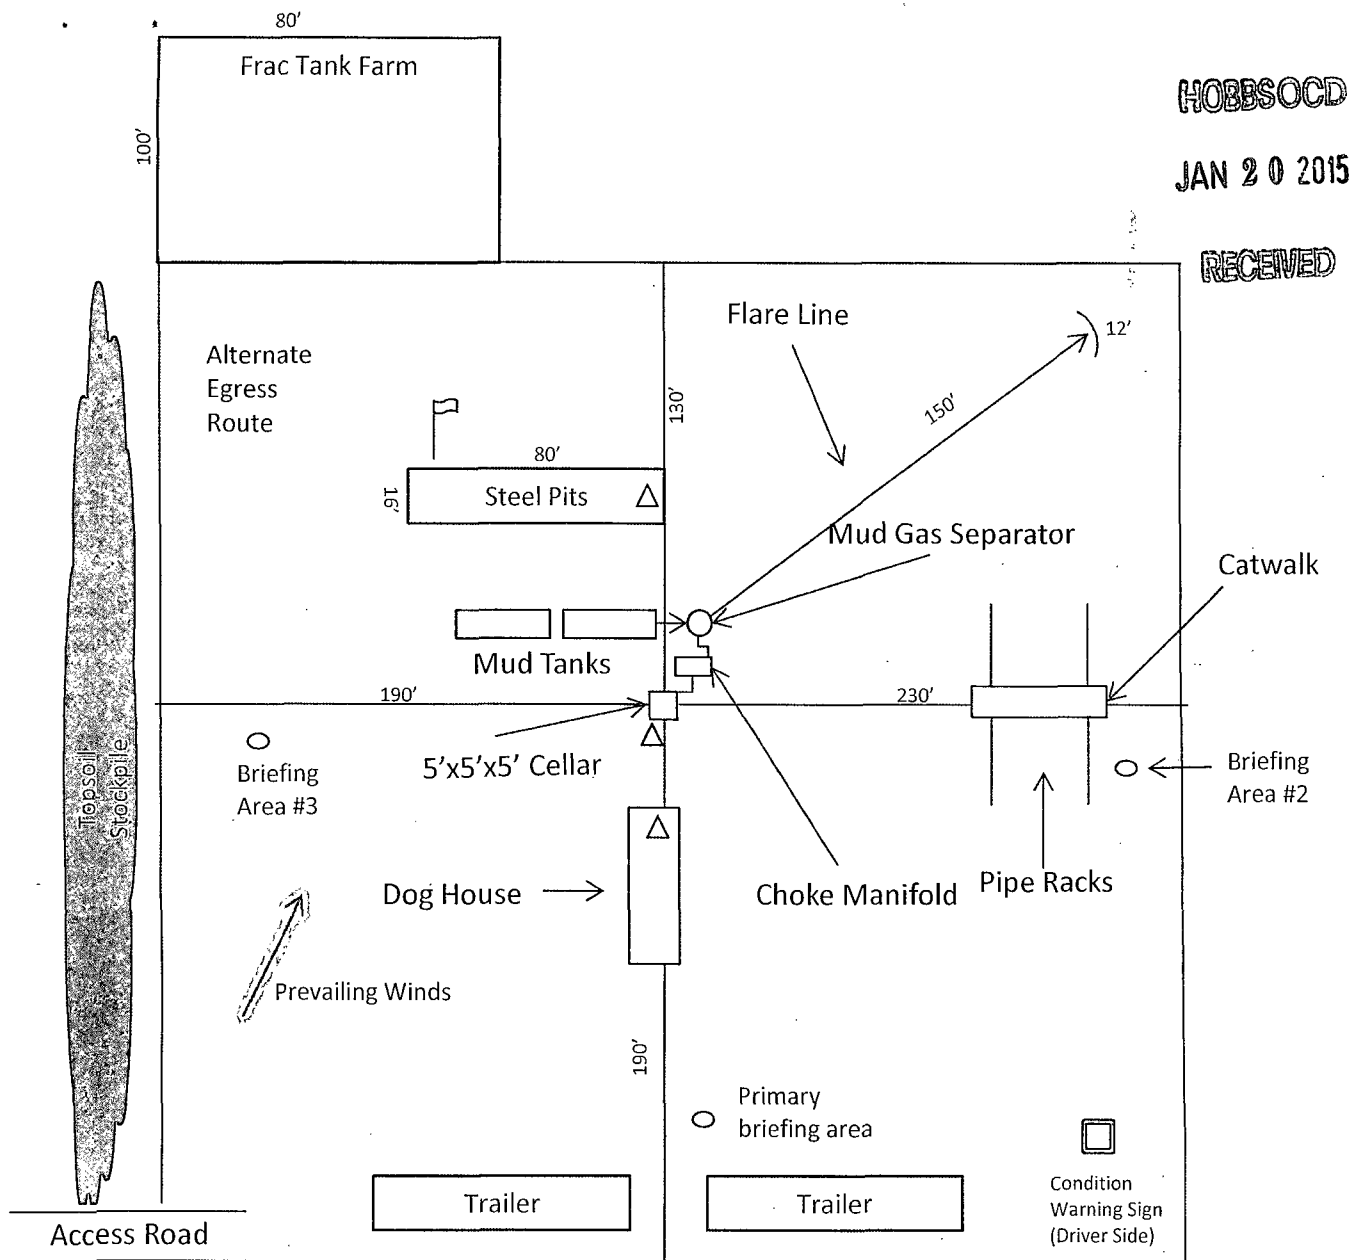 80'
Frac Tank Farm
100'
HOBBS OCD
JAN 20 2015
RECEIVED
Flare Line
12'
Alternate
Egress
Route
130'
150'
80'
16'
Steel Pits
Mud Gas Separator
Catwalk
Mud Tanks
190'
230'
5'x5'x5' Cellar
Briefing
Area #3
Briefing
Area #2
Topsoil
Stockpile
Dog House
Choke Manifold
Pipe Racks
Prevailing Winds
190'
Primary
briefing area
Trailer
Trailer
Condition
Warning Sign
(Driver Side)
Access Road